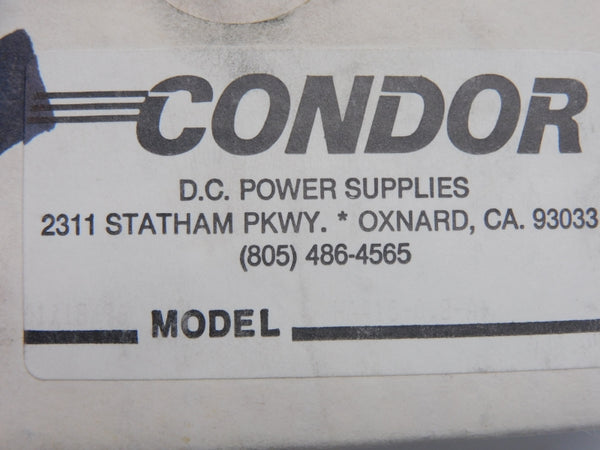 CONDOR
D.C. POWER SUPPLIES
2311 STATHAM PKWY. * OXNARD, CA. 93033
(805) 486-4565
MODEL